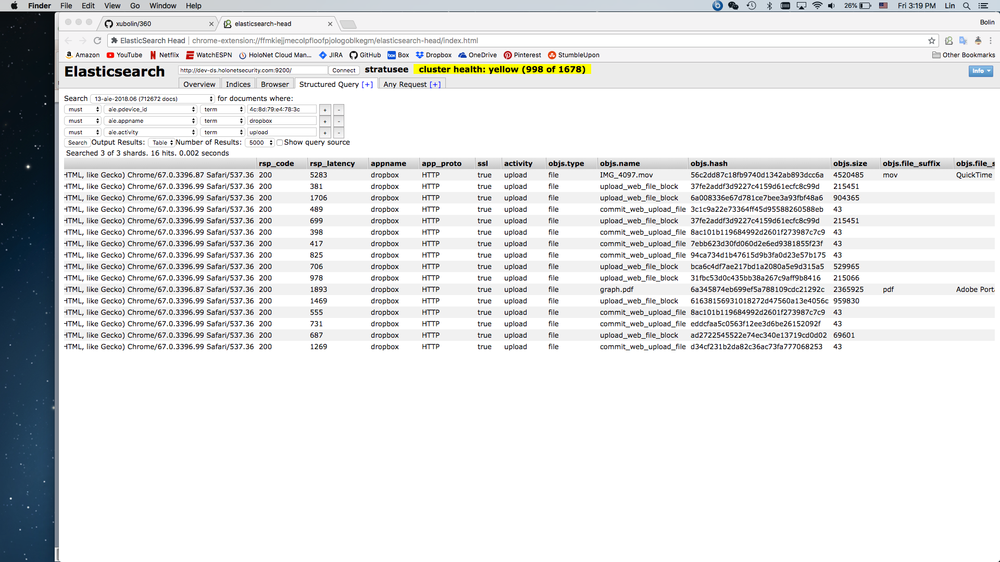 Finder File Edit View Go Window Help 26% Fri 3:19 PM Lin
xubolin/360 elasticsearch-head Bolin
ElasticSearch Head chrome-extension://ffmkiejjmecolpfloofpjologoblkegm/elasticsearch-head/index.html
Amazon YouTube Netflix WatchESPN HoloNet Cloud Man... JIRA GitHub Box Dropbox OneDrive Pinterest StumbleUpon Other Bookmarks
Elasticsearch http://dev-ds.holonetsecurity.com:9200/ Connect stratusee cluster health: yellow (998 of 1678) Info
Overview Indices Browser Structured Query [+] Any Request [+]
Search 13-aie-2018.06 (712672 docs) for documents where:
must aie.pdevice_id term 4c:8d:79:e4:78:3c + -
must aie.appname term dropbox + -
must aie.activity term upload + -
Search Output Results: Table Number of Results: 5000 Show query source
Searched 3 of 3 shards. 16 hits. 0.002 seconds
rsp_code rsp_latency appname app_proto ssl activity objs.type objs.name objs.hash objs.size objs.file_suffix objs.file_s
HTML, like Gecko) Chrome/67.0.3396.87 Safari/537.36 200 5283 dropbox HTTP true upload file IMG_4097.mov 56c2dd87c18fb9740d1342ab893dcc6a 4520485 mov QuickTime
HTML, like Gecko) Chrome/67.0.3396.99 Safari/537.36 200 381 dropbox HTTP true upload file upload_web_file_block 37fe2addf3d9227c4159d61ecfc8c99d 215451
HTML, like Gecko) Chrome/67.0.3396.99 Safari/537.36 200 1706 dropbox HTTP true upload file upload_web_file_block 6a008336e67d781ce7bee3a93fbf48a6 904365
HTML, like Gecko) Chrome/67.0.3396.99 Safari/537.36 200 489 dropbox HTTP true upload file commit_web_upload_file 3c1c9a22e73364ff45d95588260588eb 43
HTML, like Gecko) Chrome/67.0.3396.99 Safari/537.36 200 699 dropbox HTTP true upload file upload_web_file_block 37fe2addf3d9227c4159d61ecfc8c99d 215451
HTML, like Gecko) Chrome/67.0.3396.99 Safari/537.36 200 398 dropbox HTTP true upload file commit_web_upload_file 8ac101b119684992d2601f273987c7c9 43
HTML, like Gecko) Chrome/67.0.3396.99 Safari/537.36 200 417 dropbox HTTP true upload file commit_web_upload_file 7ebb623d30fd060d2e6ed9381855f23f 43
HTML, like Gecko) Chrome/67.0.3396.99 Safari/537.36 200 825 dropbox HTTP true upload file commit_web_upload_file 94ca734d1b47615d9b3fa0d23e57b175 43
HTML, like Gecko) Chrome/67.0.3396.99 Safari/537.36 200 706 dropbox HTTP true upload file upload_web_file_block bca6c4df7ae217bd1a2080a5e9d315a5 529965
HTML, like Gecko) Chrome/67.0.3396.99 Safari/537.36 200 978 dropbox HTTP true upload file upload_web_file_block 31fbc53d0c435bb38a267c9aff9b8416 215066
HTML, like Gecko) Chrome/67.0.3396.87 Safari/537.36 200 1893 dropbox HTTP true upload file graph.pdf 6a345874eb699ef5a788109cdc21292c 2365925 pdf Adobe Port
HTML, like Gecko) Chrome/67.0.3396.99 Safari/537.36 200 1469 dropbox HTTP true upload file upload_web_file_block 61638156931018272d47560a13e4056c 959830
HTML, like Gecko) Chrome/67.0.3396.99 Safari/537.36 200 555 dropbox HTTP true upload file commit_web_upload_file 8ac101b119684992d2601f273987c7c9 43
HTML, like Gecko) Chrome/67.0.3396.99 Safari/537.36 200 731 dropbox HTTP true upload file commit_web_upload_file eddcfaa5c0563f12ee3d6be26152092f 43
HTML, like Gecko) Chrome/67.0.3396.99 Safari/537.36 200 687 dropbox HTTP true upload file upload_web_file_block ad2722545522e74ec340e13719cd0d02 69601
HTML, like Gecko) Chrome/67.0.3396.99 Safari/537.36 200 1269 dropbox HTTP true upload file commit_web_upload_file d34cf231b2da82c36ac73fa777068253 43